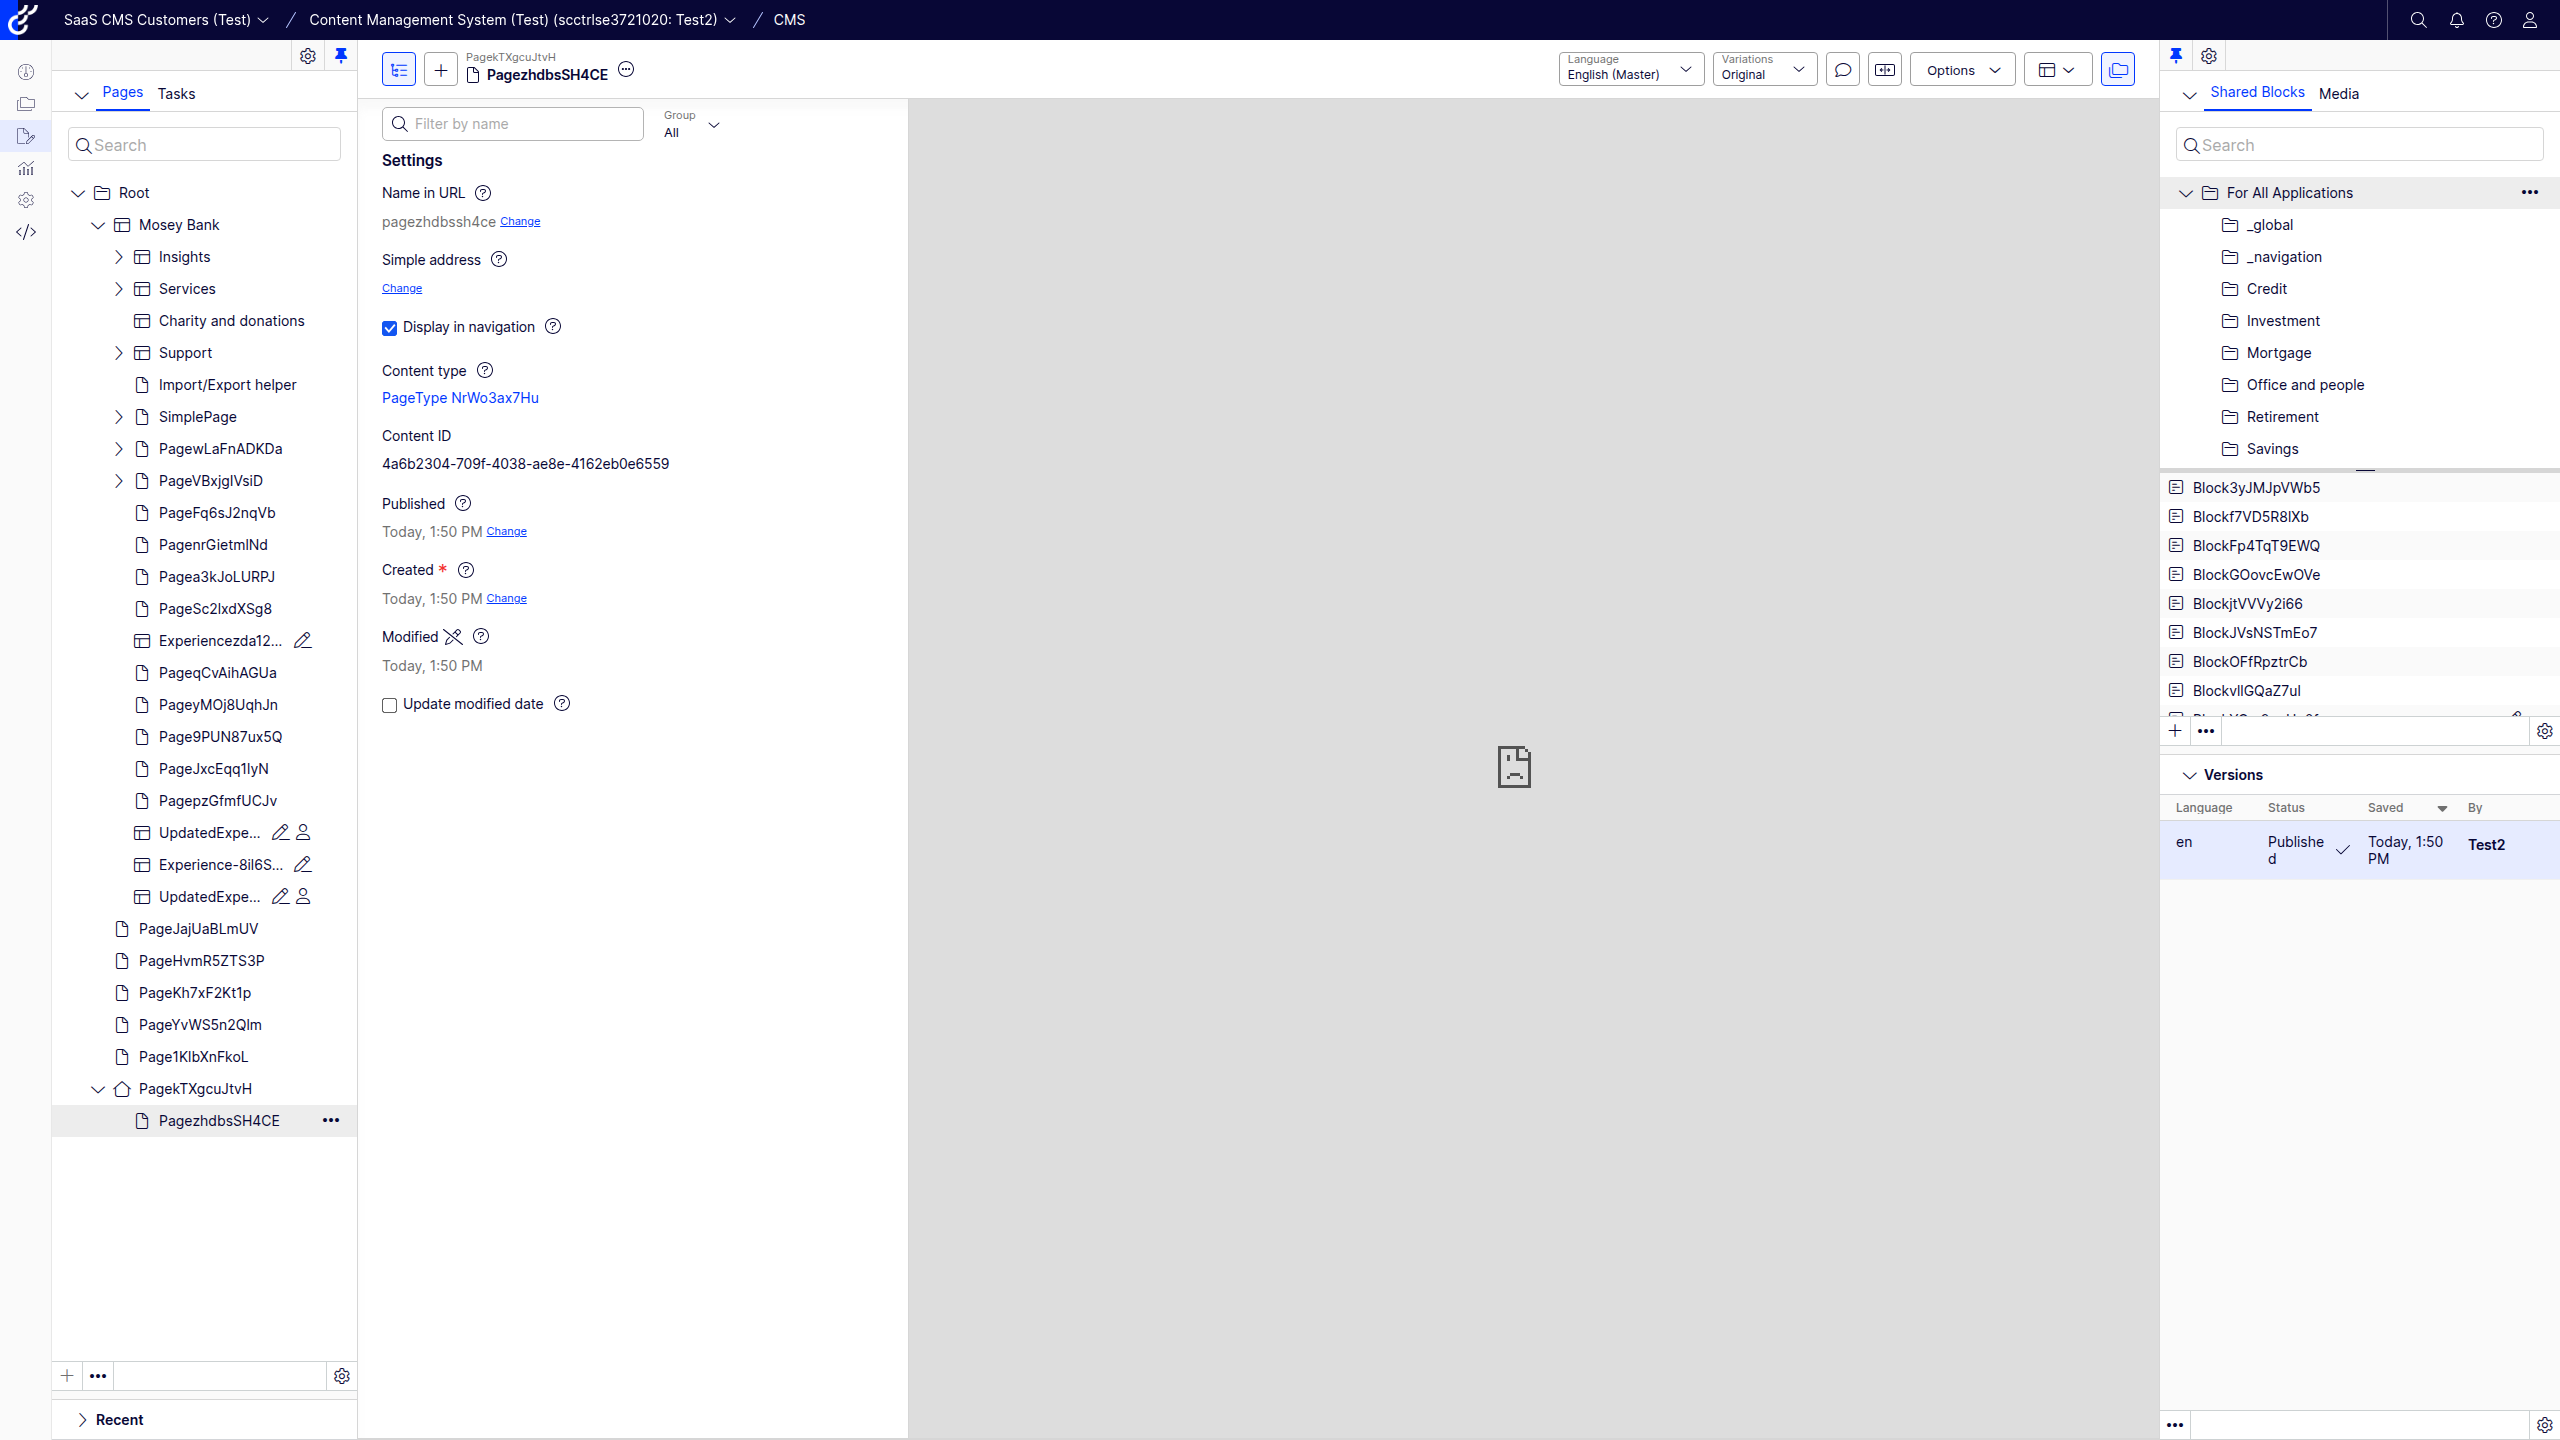 SaaS CMS Customers (Test)
Content Management System (Test) (scctrlse3721020: Test2)
CMS
Pages
Tasks
Search
Root
Mosey Bank
Insights
Services
Charity and donations
Support
Import/Export helper
SimplePage
PagewLaFnADKDa
PageVBxjgIVsiD
PageFq6sJ2nqVb
PagenrGietmlNd
Pagea3kJoLURPJ
PageSc2lxdXSg8
Experiencezda12...
PageqCvAihAGUa
PageyMOj8UqhJn
Page9PUN87ux5Q
PageJxcEqq1lyN
PagepzGfmfUCJv
UpdatedExpe...
Experience-8il6S...
UpdatedExpe...
PageJajUaBLmUV
PageHvmR5ZTS3P
PageKh7xF2Kt1p
PageYvWS5n2Qlm
Page1KlbXnFkoL
PagekTXgcuJtvH
PagezhdbsSH4CE
Recent
PagekTXgcuJtvH
PagezhdbsSH4CE
Language
English (Master)
Variations
Original
Options
Filter by name
Group
All
Settings
Name in URL
pagezhdbssh4ce Change
Simple address
Change
Display in navigation
Content type
PageType NrWo3ax7Hu
Content ID
4a6b2304-709f-4038-ae8e-4162eb0e6559
Published
Today, 1:50 PM Change
Created *
Today, 1:50 PM Change
Modified
Today, 1:50 PM
Update modified date
Shared Blocks
Media
Search
For All Applications
_global
_navigation
Credit
Investment
Mortgage
Office and people
Retirement
Savings
Block3yJMJpVWb5
Blockf7VD5R8lXb
BlockFp4TqT9EWQ
BlockGOovcEwOVe
BlockjtVVVy2i66
BlockJVsNSTmEo7
BlockOFfRpztrCb
BlockvllGQaZ7ul
Versions
Language Status Saved By
en Publishe Today, 1:50 Test2
d PM